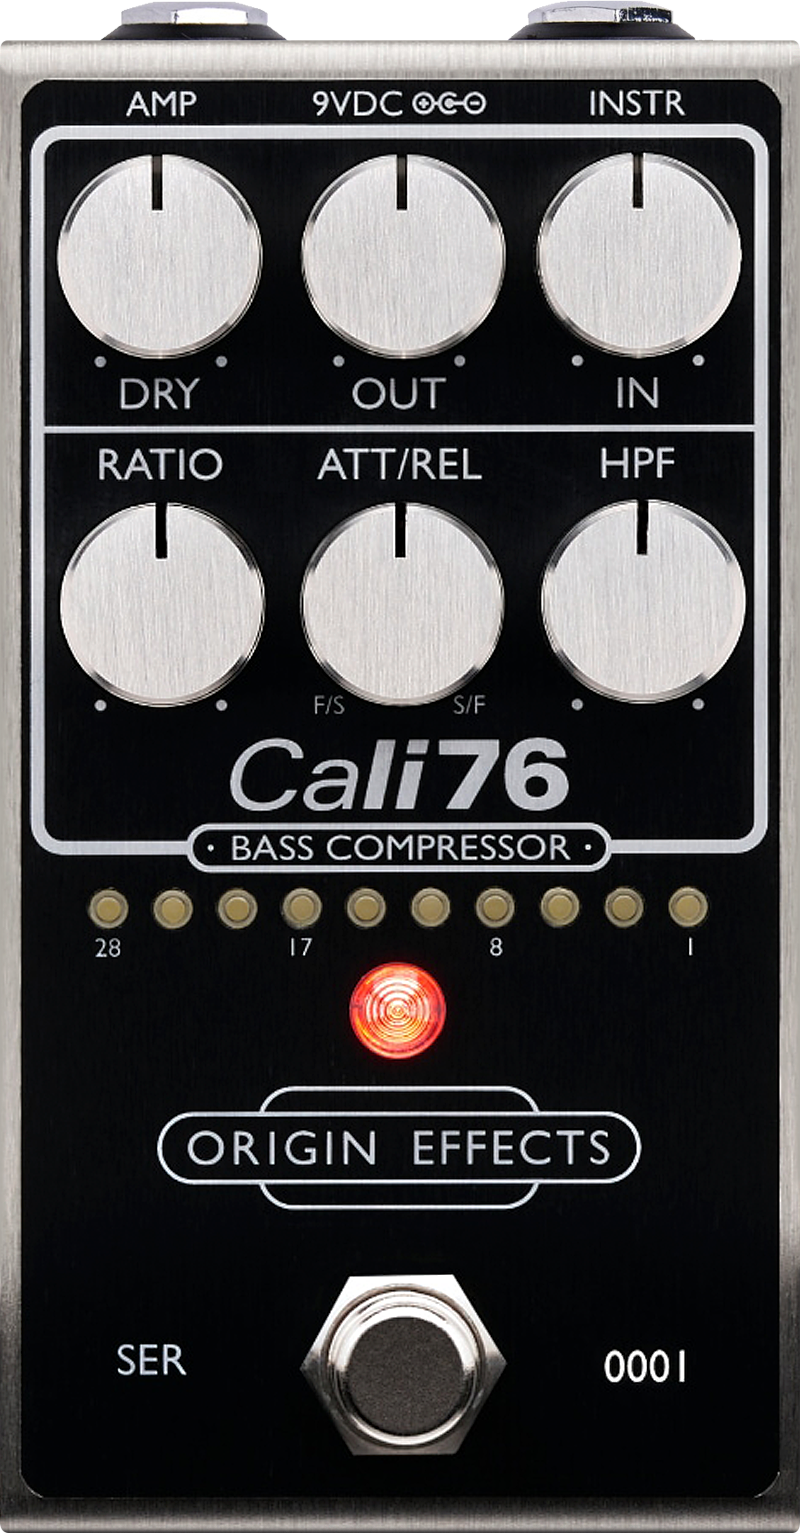 AMP 9VDC INSTR
DRY OUT IN
RATIO ATT/REL HPF
F/S S/F
Cali76
· BASS COMPRESSOR ·
28 17 8 1
ORIGIN EFFECTS
SER 0001